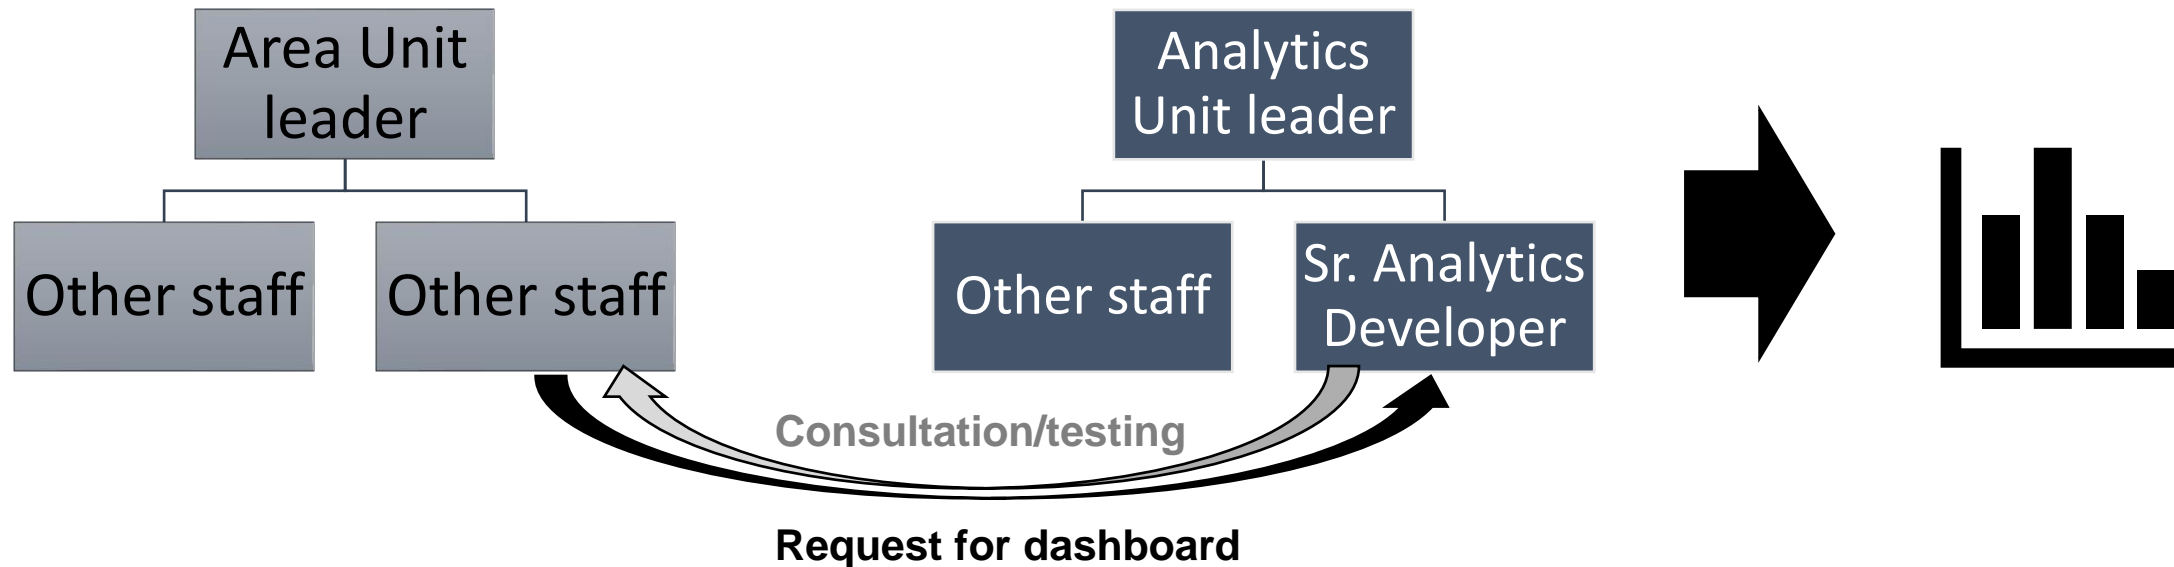 Area Unit
leader
Other staff
Other staff
Analytics
Unit leader
Other staff
Sr. Analytics
Developer
Consultation/testing
Request for dashboard